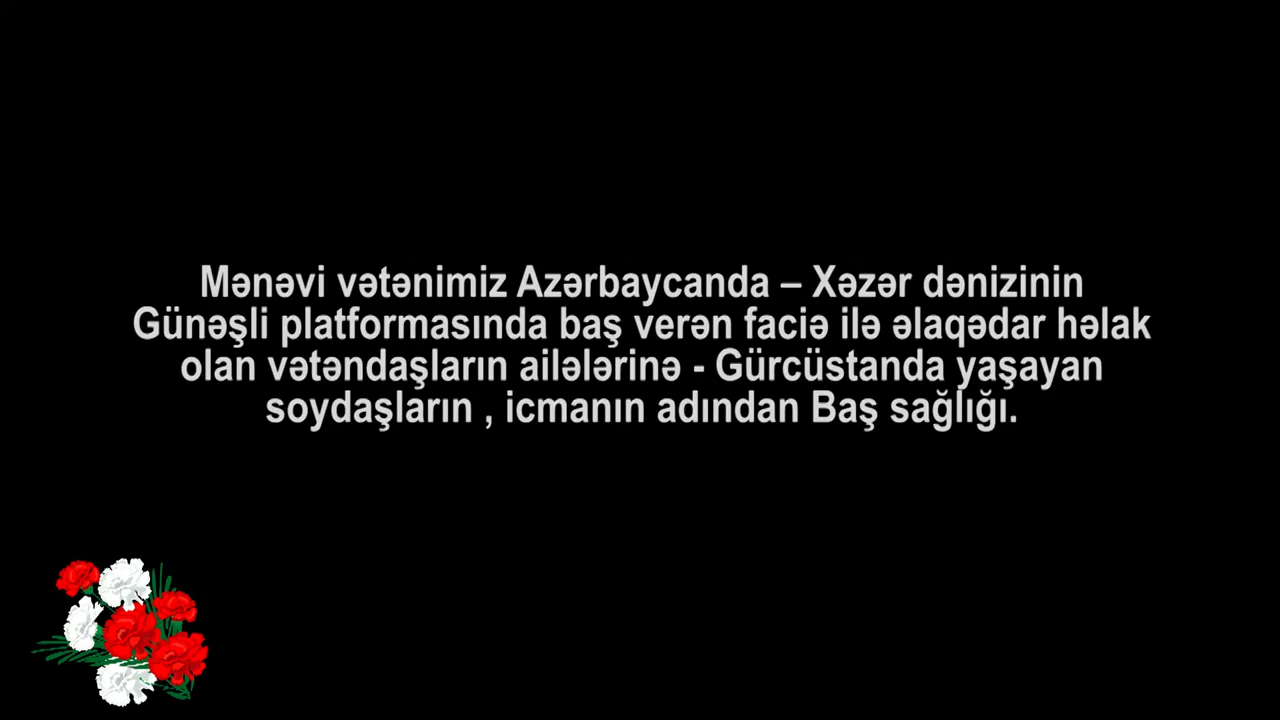 Mənəvi vətənimiz Azərbaycanda – Xəzər dənizinin
Günəşli platformasında baş verən faciə ilə əlaqədar həlak
olan vətəndaşların ailələrinə - Gürcüstanda yaşayan
soydaşların , icmanın adından Baş sağlığı.